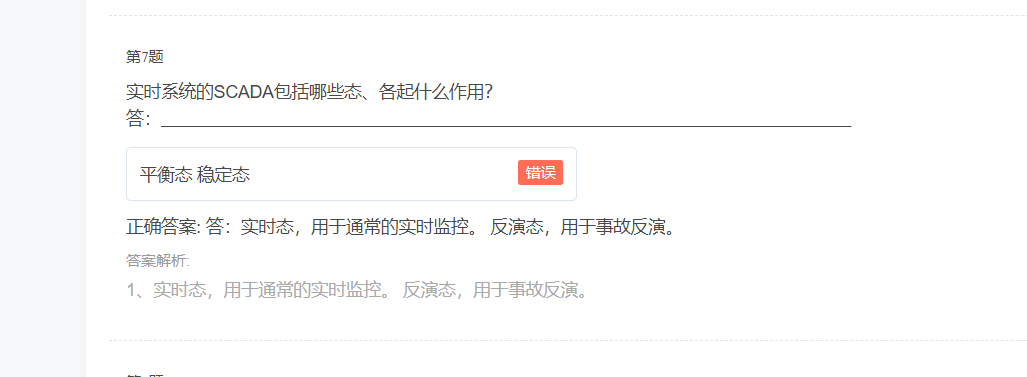 第7题
实时系统的SCADA包括哪些态、各起什么作用?
答：
平衡态 稳定态
错误
正确答案: 答：实时态，用于通常的实时监控。 反演态，用于事故反演。
答案解析:
1、实时态，用于通常的实时监控。 反演态，用于事故反演。